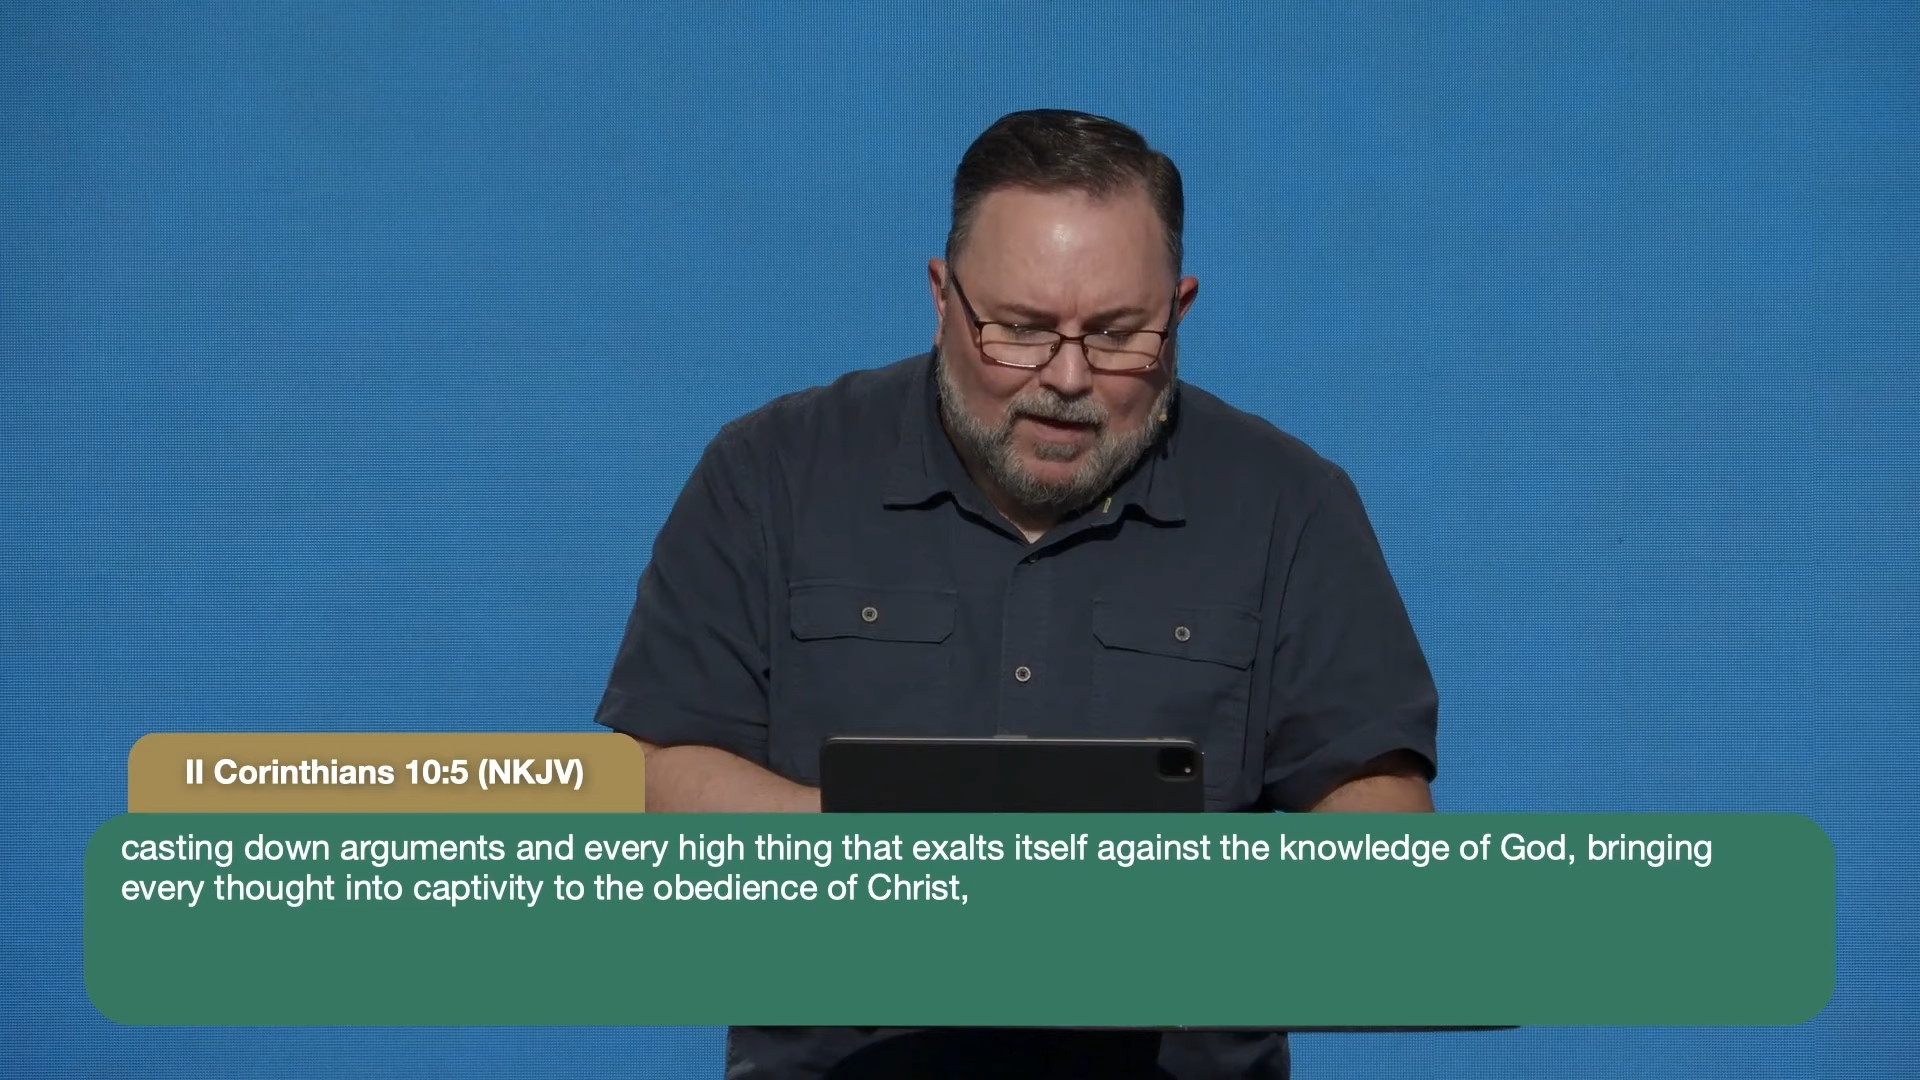 II Corinthians 10:5 (NKJV)
casting down arguments and every high thing that exalts itself against the knowledge of God, bringing
every thought into captivity to the obedience of Christ,